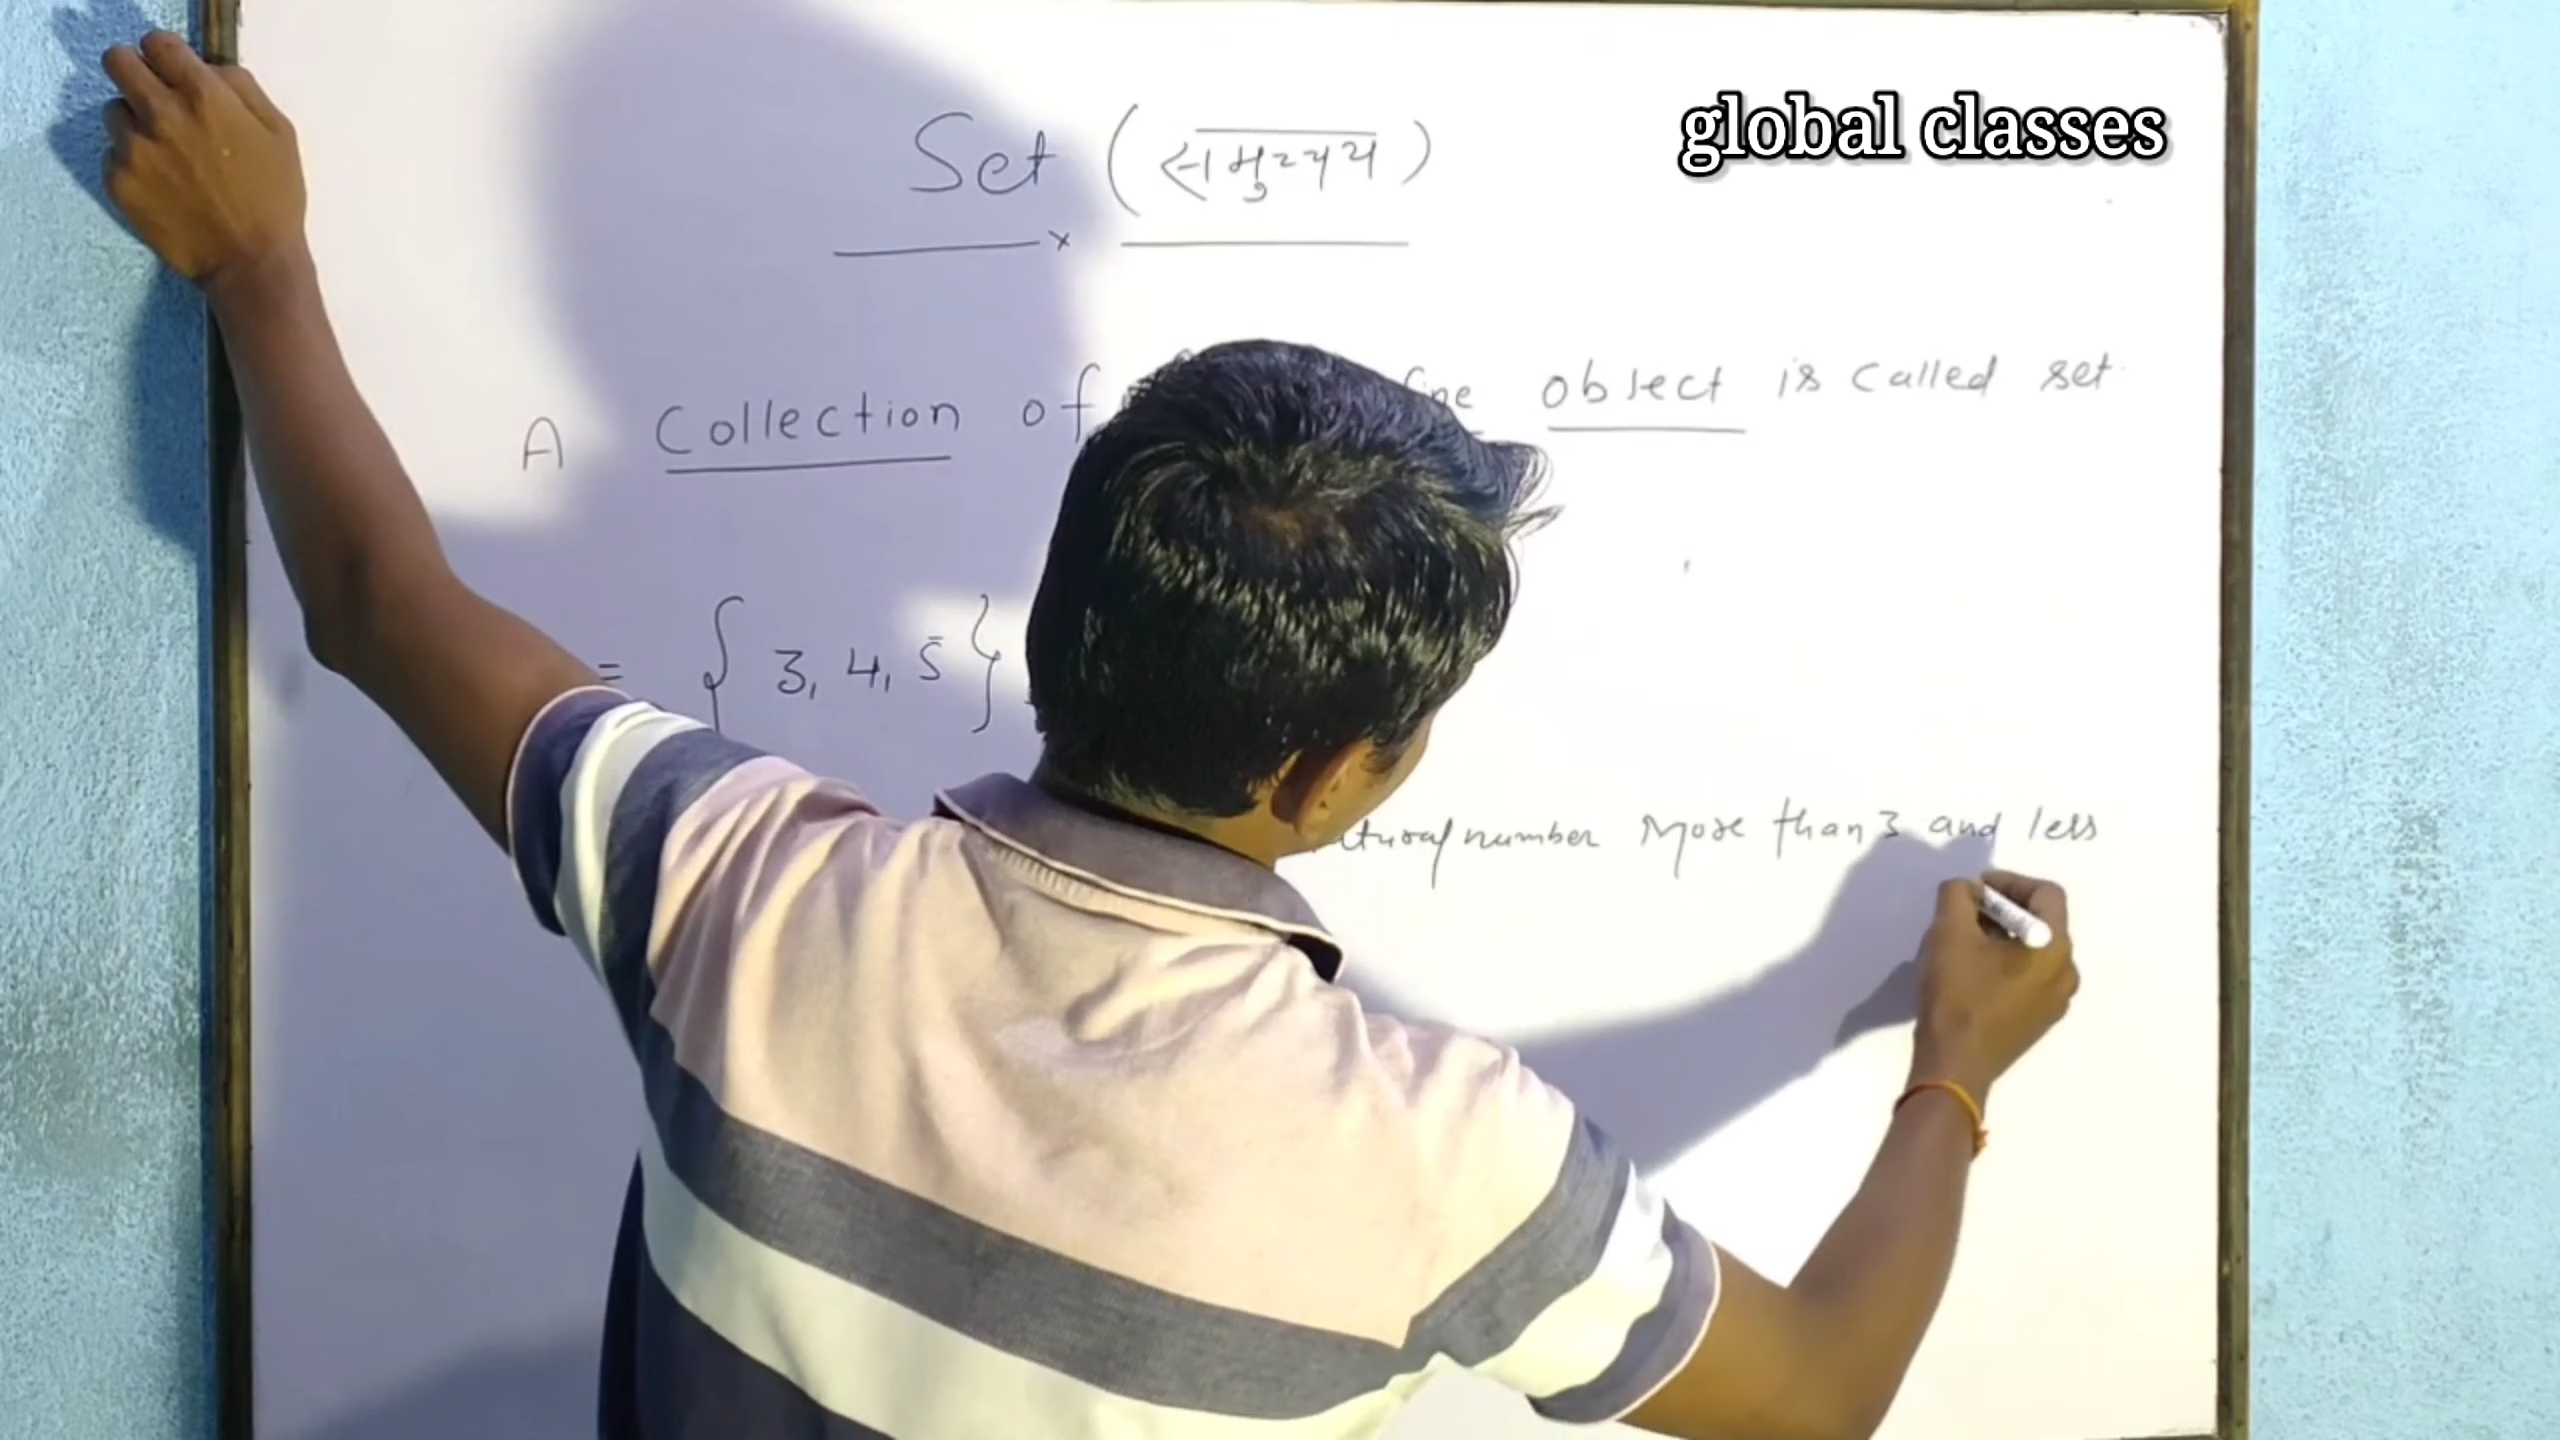 global classes
Set (समुच्चय)
A Collection of object is called set
= { 3, 4, 5 }
number More than 3 and less